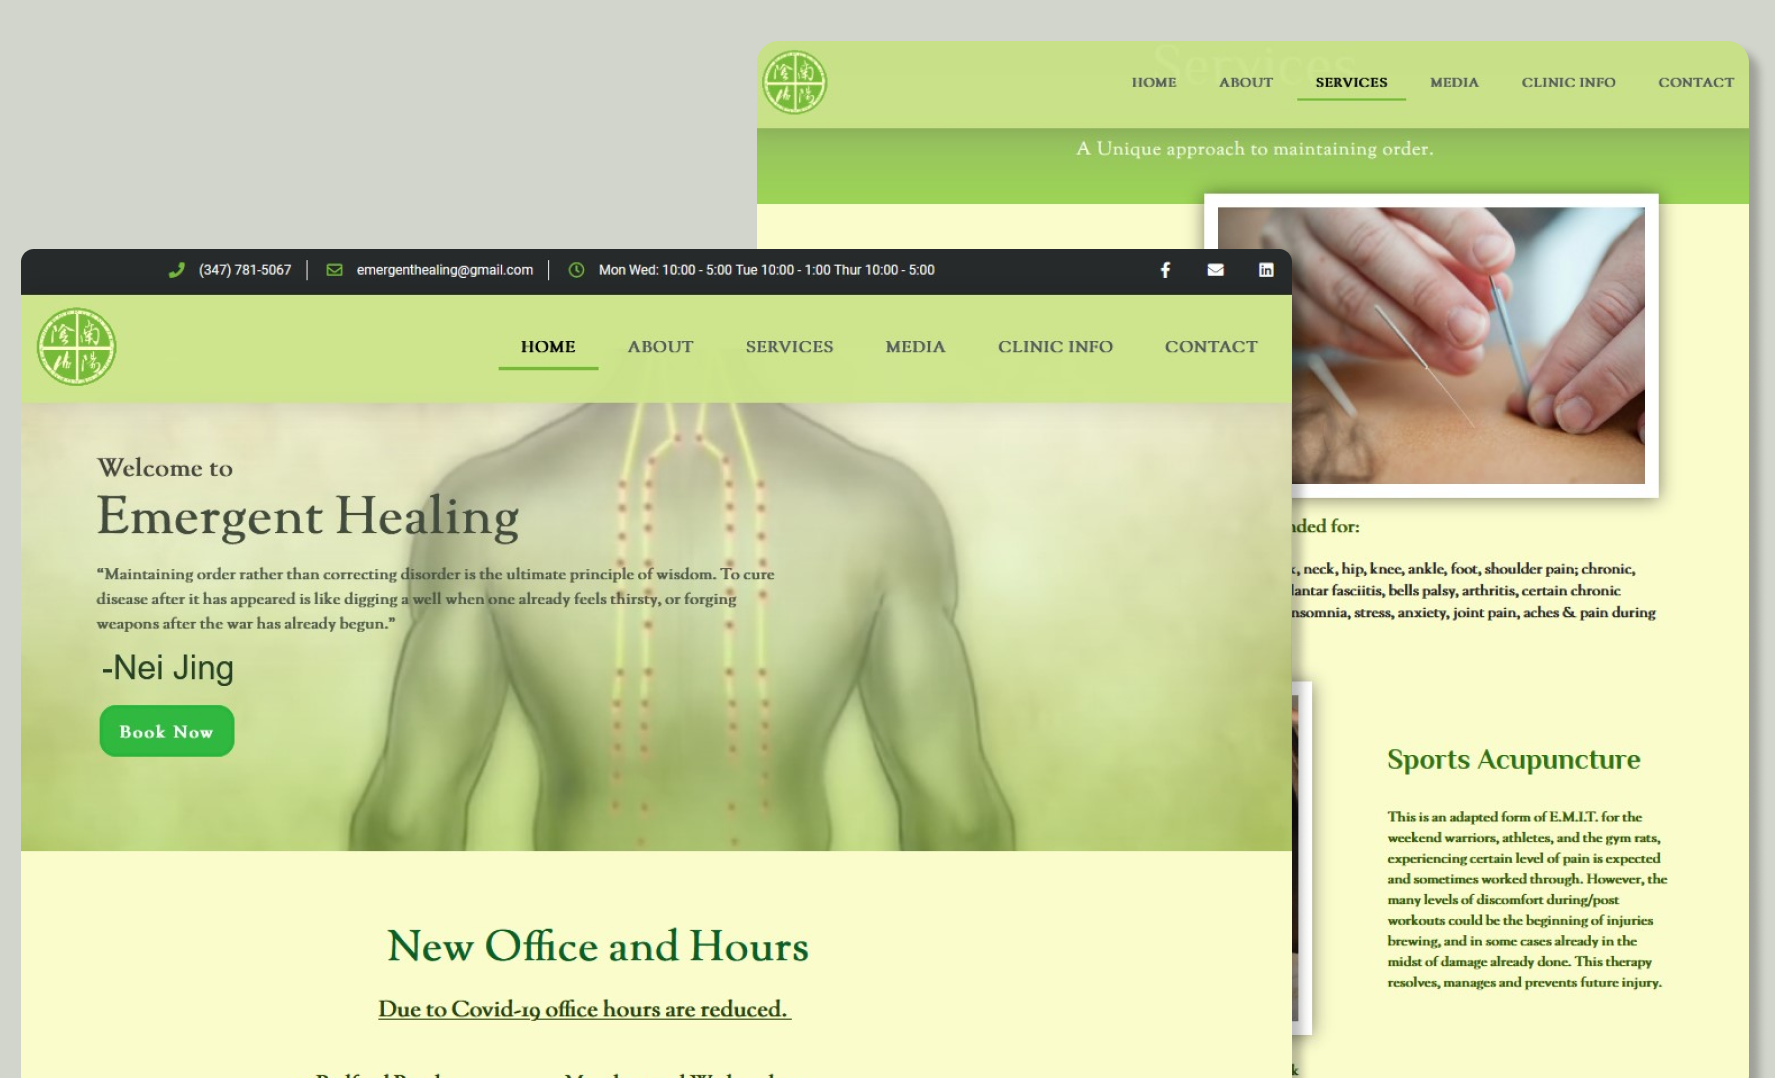 Services
HOME ABOUT SERVICES MEDIA CLINIC INFO CONTACT
A Unique approach to maintaining order.
(347) 781-5067 emergenthealing@gmail.com Mon Wed: 10:00 - 5:00 Tue 10:00 - 1:00 Thur 10:00 - 5:00
HOME ABOUT SERVICES MEDIA CLINIC INFO CONTACT
Welcome to
Emergent Healing
“Maintaining order rather than correcting disorder is the ultimate principle of wisdom. To cure
disease after it has appeared is like digging a well when one already feels thirsty, or forging
weapons after the war has already begun.”
-Nei Jing
Book Now
New Office and Hours
Due to Covid-19 office hours are reduced.
for:
neck, hip, knee, ankle, foot, shoulder pain; chronic,
fasciitis, bells palsy, arthritis, certain chronic
stress, anxiety, joint pain, aches & pain during
Sports Acupuncture
This is an adapted form of E.M.I.T. for the
weekend warriors, athletes, and the gym rats,
experiencing certain level of pain is expected
and sometimes worked through. However, the
many levels of discomfort during/post
workouts could be the beginning of injuries
brewing, and in some cases already in the
midst of damage already done. This therapy
resolves, manages and prevents future injury.